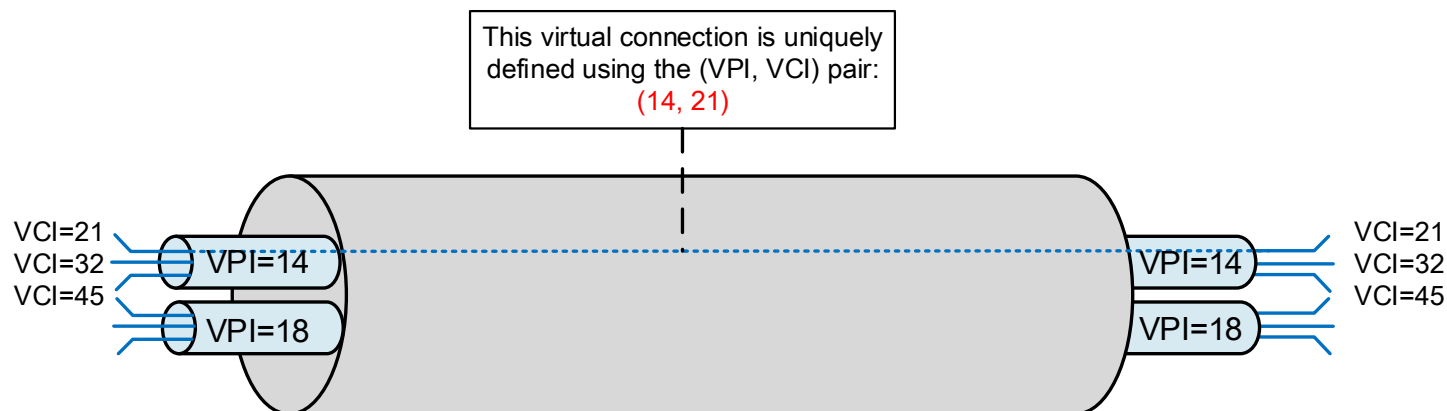 This virtual connection is uniquely
defined using the (VPI, VCI) pair:
(14, 21)
VCI=21
VCI=32
VCI=45
VPI=14
VPI=18
VPI=14
VPI=18
VCI=21
VCI=32
VCI=45